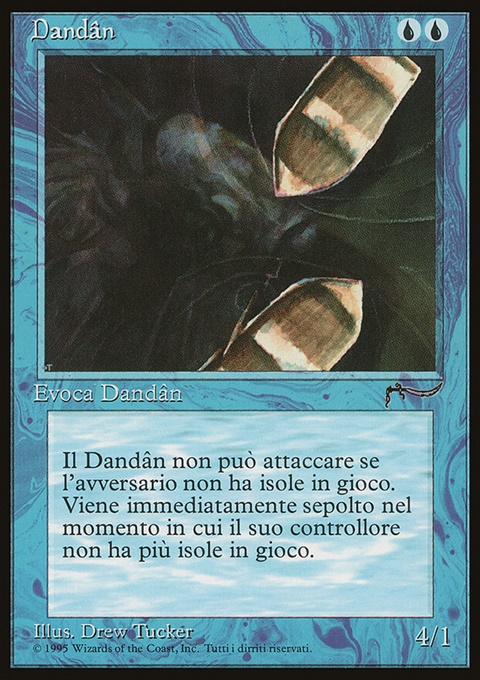 Dandân
Evoca Dandân
Il Dandân non può attaccare se
l'avversario non ha isole in gioco.
Viene immediatamente sepolto nel
momento in cui il suo controllore
non ha più isole in gioco.
Illus. Drew Tucker
4/1
© 1995 Wizards of the Coast, Inc. Tutti i dirriti riservati.